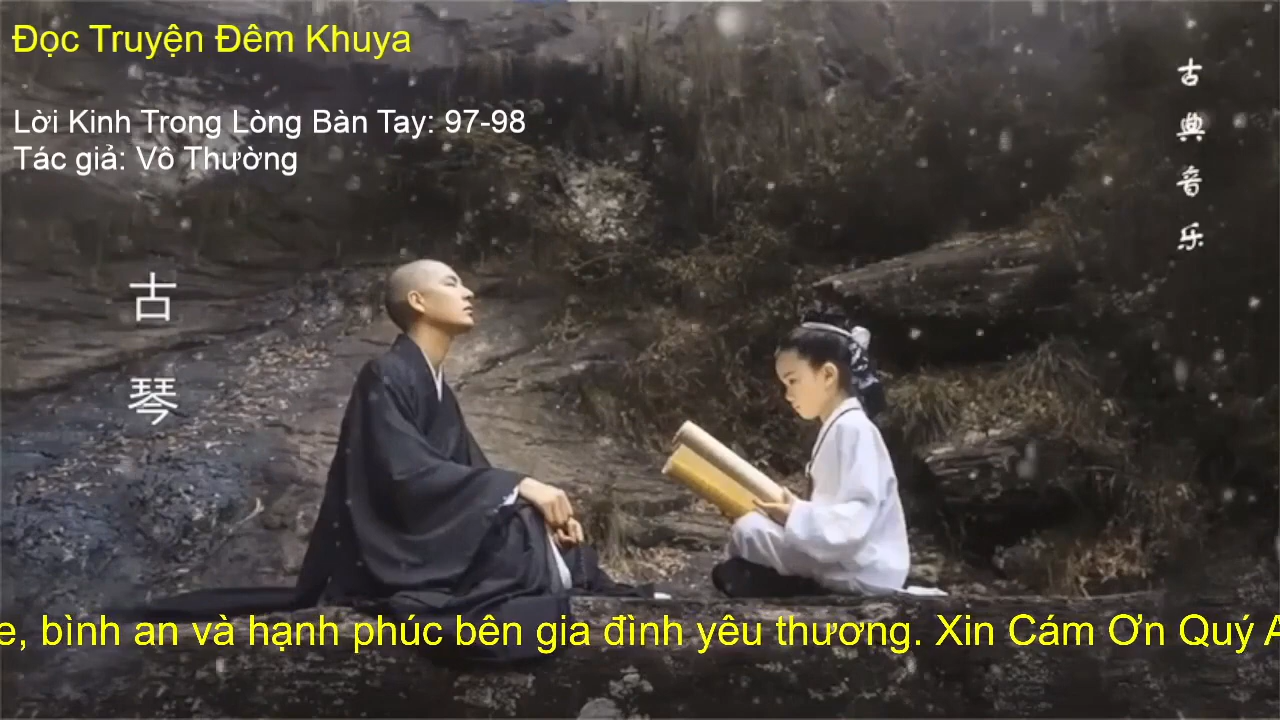 Đọc Truyện Đêm Khuya
Lời Kinh Trong Lòng Bàn Tay: 97-98
Tác giả: Vô Thường
古典音乐
古琴
, bình an và hạnh phúc bên gia đình yêu thương. Xin Cám Ơn Quý